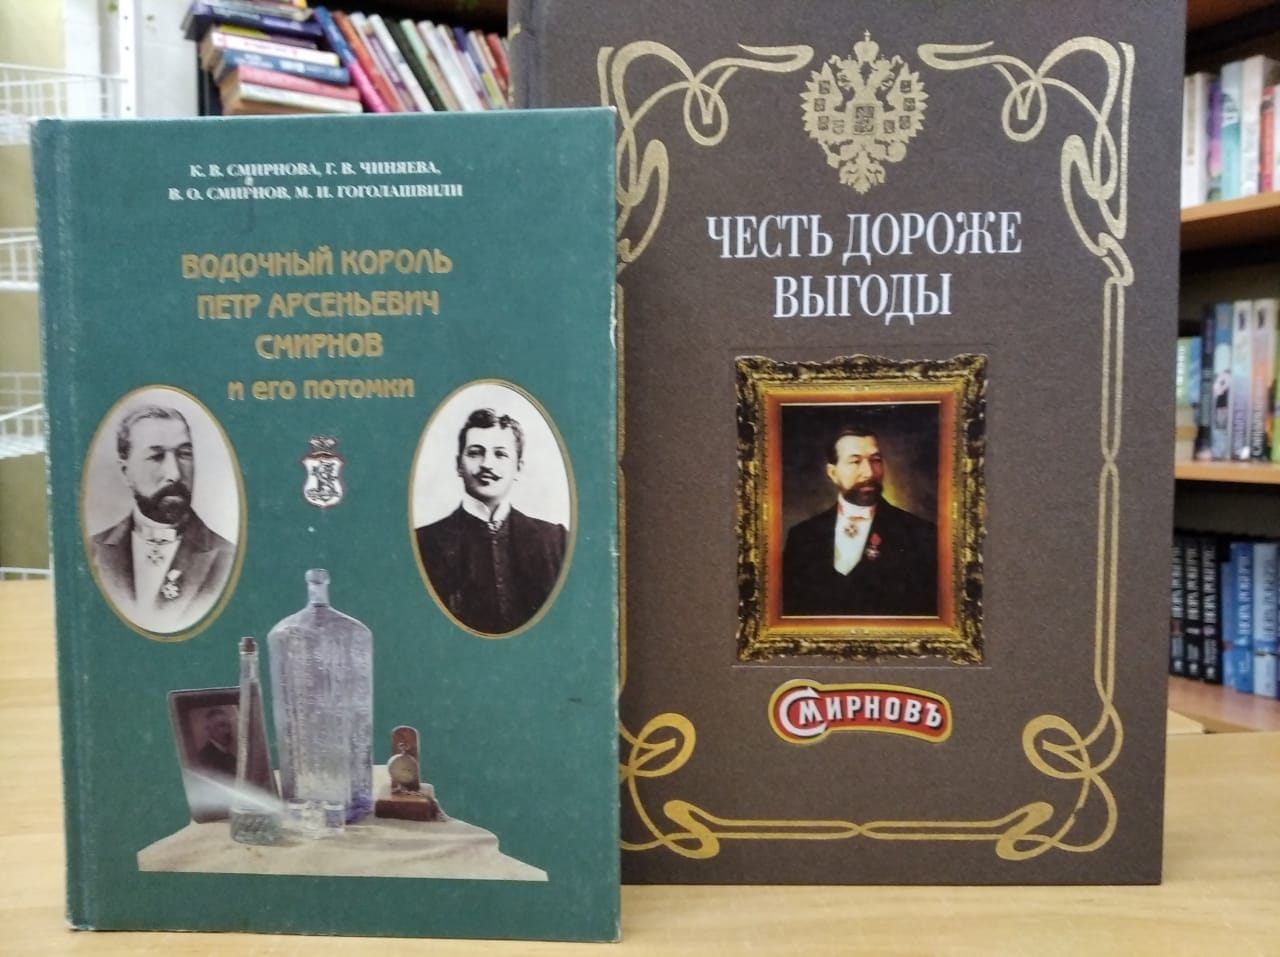 К. В. СМИРНОВА, Г. В. ЧИНЯЕВА,
В. О. СМИРНОВ, М. И. ГОГОЛАШВИЛИ
ВОДОЧНЫЙ КОРОЛЬ
ПЕТР АРСЕНЬЕВИЧ
СМИРНОВ
и его потомки
ЧЕСТЬ ДОРОЖЕ
ВЫГОДЫ
СМИРНОВЪ